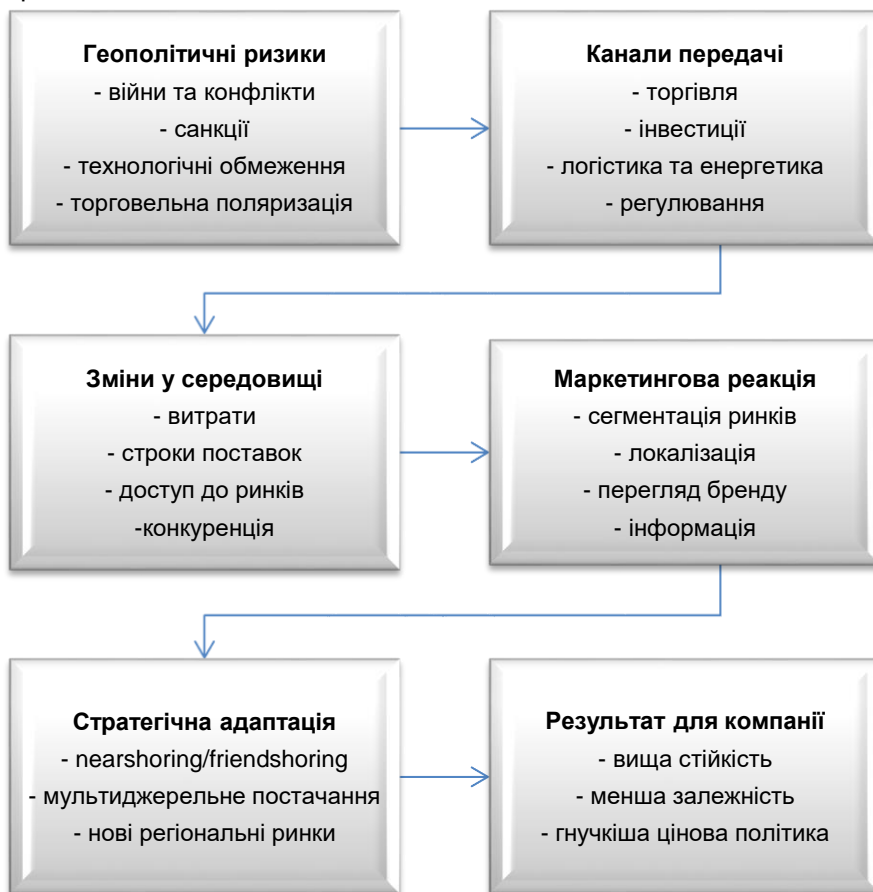 Геополітичні ризики
- війни та конфлікти
- санкції
- технологічні обмеження
- торговельна поляризація
Канали передачі
- торгівля
- інвестиції
- логістика та енергетика
- регулювання
Зміни у середовищі
- витрати
- строки поставок
- доступ до ринків
-конкуренція
Маркетингова реакція
- сегментація ринків
- локалізація
- перегляд бренду
- інформація
Стратегічна адаптація
- nearshoring/friendshoring
- мультиджерельне постачання
- нові регіональні ринки
Результат для компанії
- вища стійкість
- менша залежність
- гнучкіша цінова політика